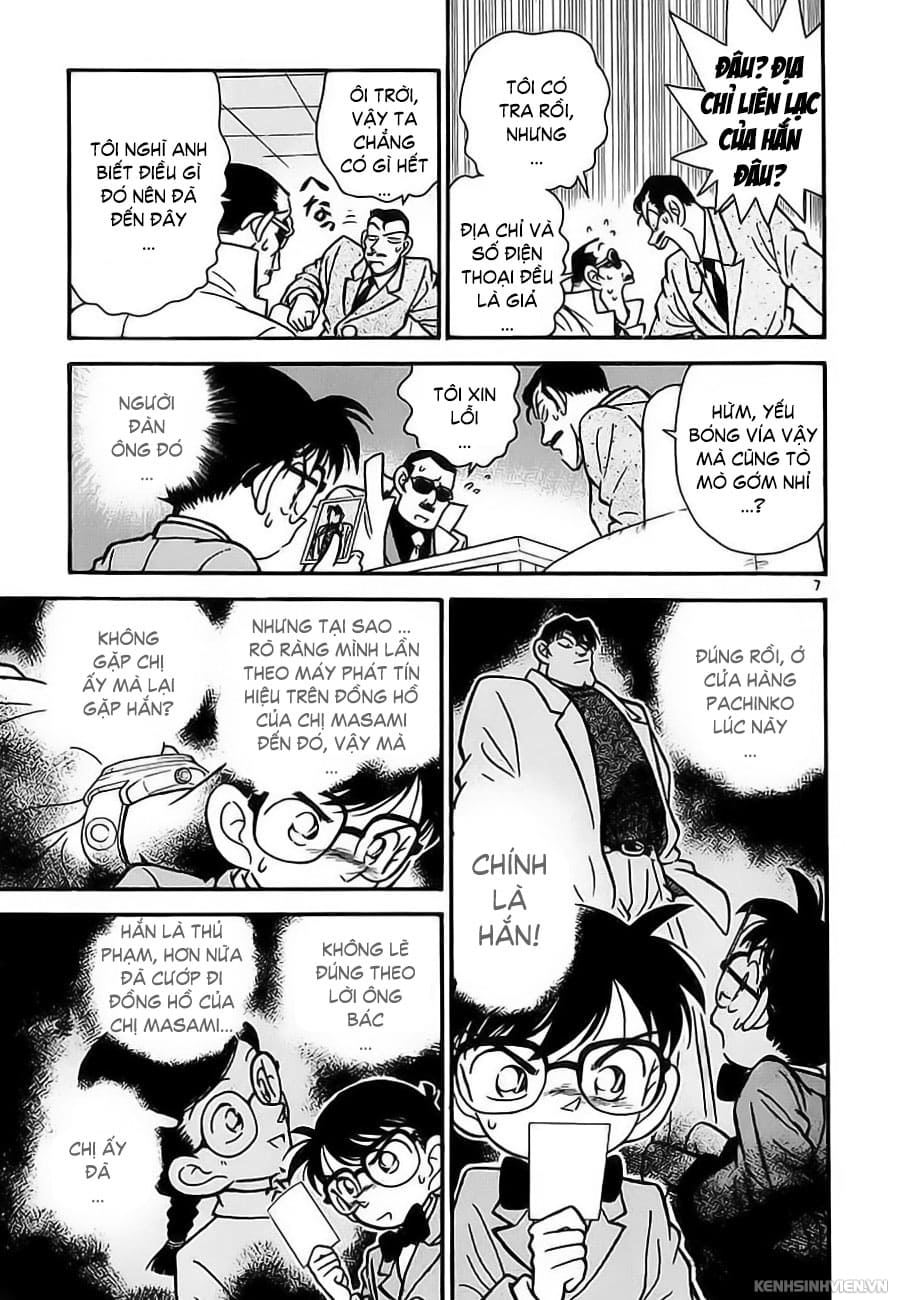 ĐÂU? ĐỊA
CHỈ LIÊN LẠC
CỦA HẮN
ĐÂU?
TÔI CÓ
TRA RỒI,
NHƯNG
...
ĐỊA CHỈ VÀ
SỐ ĐIỆN
THOẠI ĐỀU
LÀ GIẢ
...
ÔI TRỜI,
VẬY TA
CHẲNG
CÓ GÌ HẾT
...
TÔI NGHĨ ANH
BIẾT ĐIỀU GÌ
ĐÓ NÊN ĐÃ
ĐẾN ĐÂY
...
HỪM, YẾU
BÓNG VÍA VẬY
MÀ CŨNG TÒ
MÒ GỚM NHỈ
...?
TÔI XIN
LỖI
...
NGƯỜI
ĐÀN
ÔNG ĐÓ
...
7
ĐÚNG RỒI, Ở
CỬA HÀNG
PACHINKO
LÚC NÀY
...
CHÍNH
LÀ
HẮN!
NHƯNG TẠI SAO ...
RÕ RÀNG MÌNH LẦN
THEO MÁY PHÁT TÍN
HIỆU TRÊN ĐỒNG HỒ
CỦA CHỊ MASAMI
ĐẾN ĐÓ, VẬY MÀ
...
KHÔNG
GẶP CHỊ
ẤY MÀ LẠI
GẶP HẮN?
KHÔNG LẼ
ĐÚNG THEO
LỜI ÔNG
BÁC
...
HẮN LÀ THỦ
PHẠM, HƠN NỮA
ĐÃ CƯỚP ĐI
ĐỒNG HỒ CỦA
CHỊ MASAMI...
CHỊ ẤY
ĐÃ
...
KENHSINHVIEN.VN